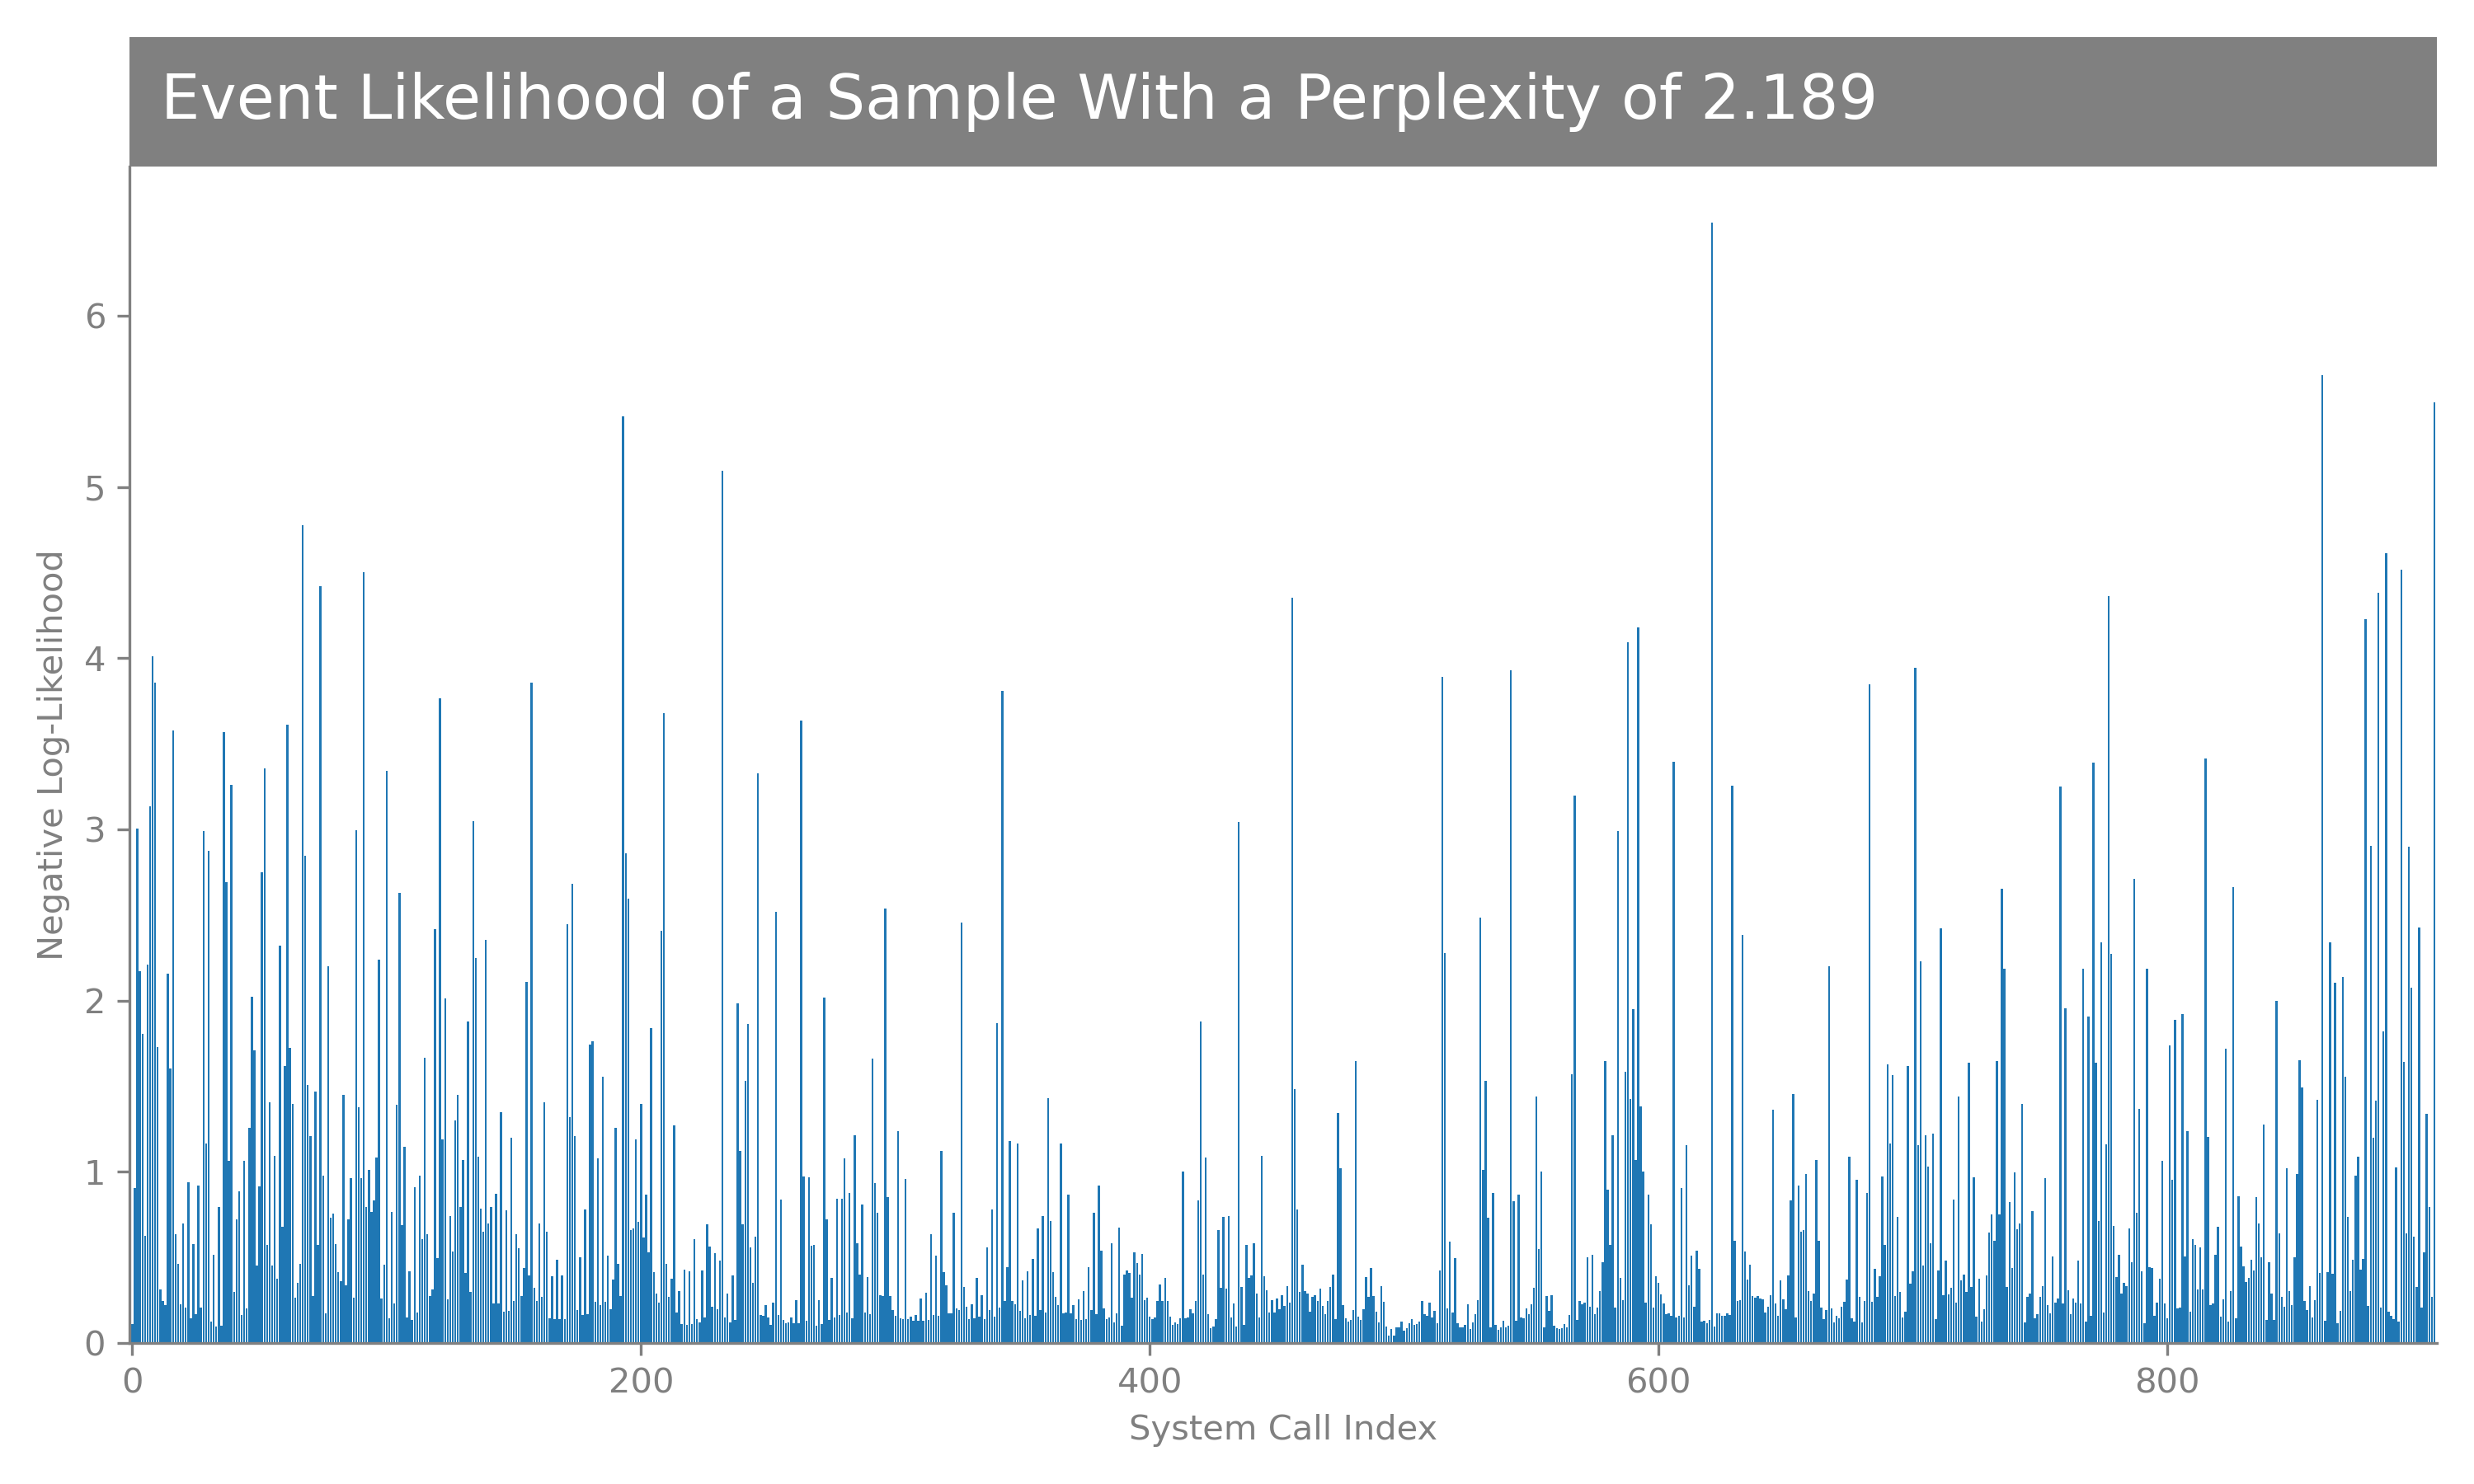 Event Likelihood of a Sample With a Perplexity of 2.189
Negative Log-Likelihood
6
5
4
3
2
1
0
0 200 400 600 800
System Call Index